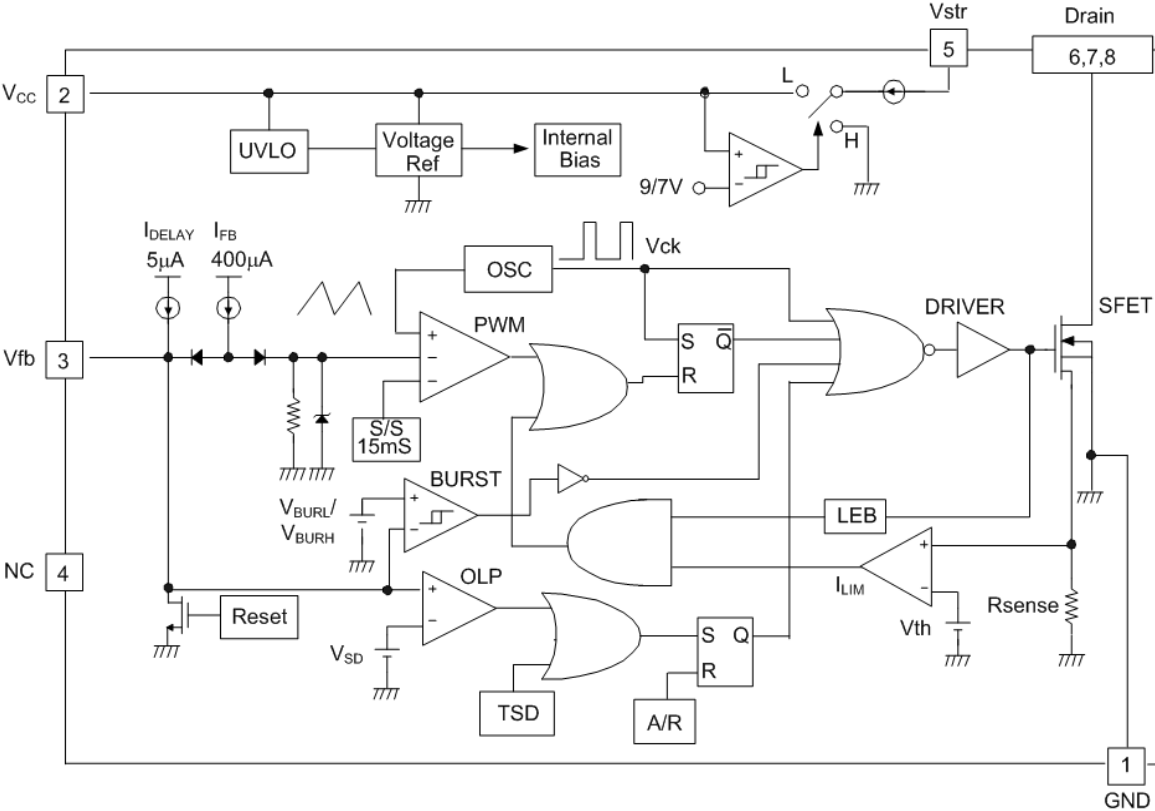 Vstr
Drain
5
6,7,8
VCC
2
L
UVLO
Voltage
Ref
Internal
Bias
H
+
−
9/7V
IDELAY
5μA
IFB
400μA
OSC
Vck
DRIVER
SFET
PWM
+
−
−
S
Q̅
R
Vfb
3
S/S
15mS
BURST
+
−
VBURL/
VBURH
LEB
NC
4
OLP
+
−
+
−
ILIM
Rsense
Reset
Vth
VSD
S
Q
R
TSD
A/R
1
GND